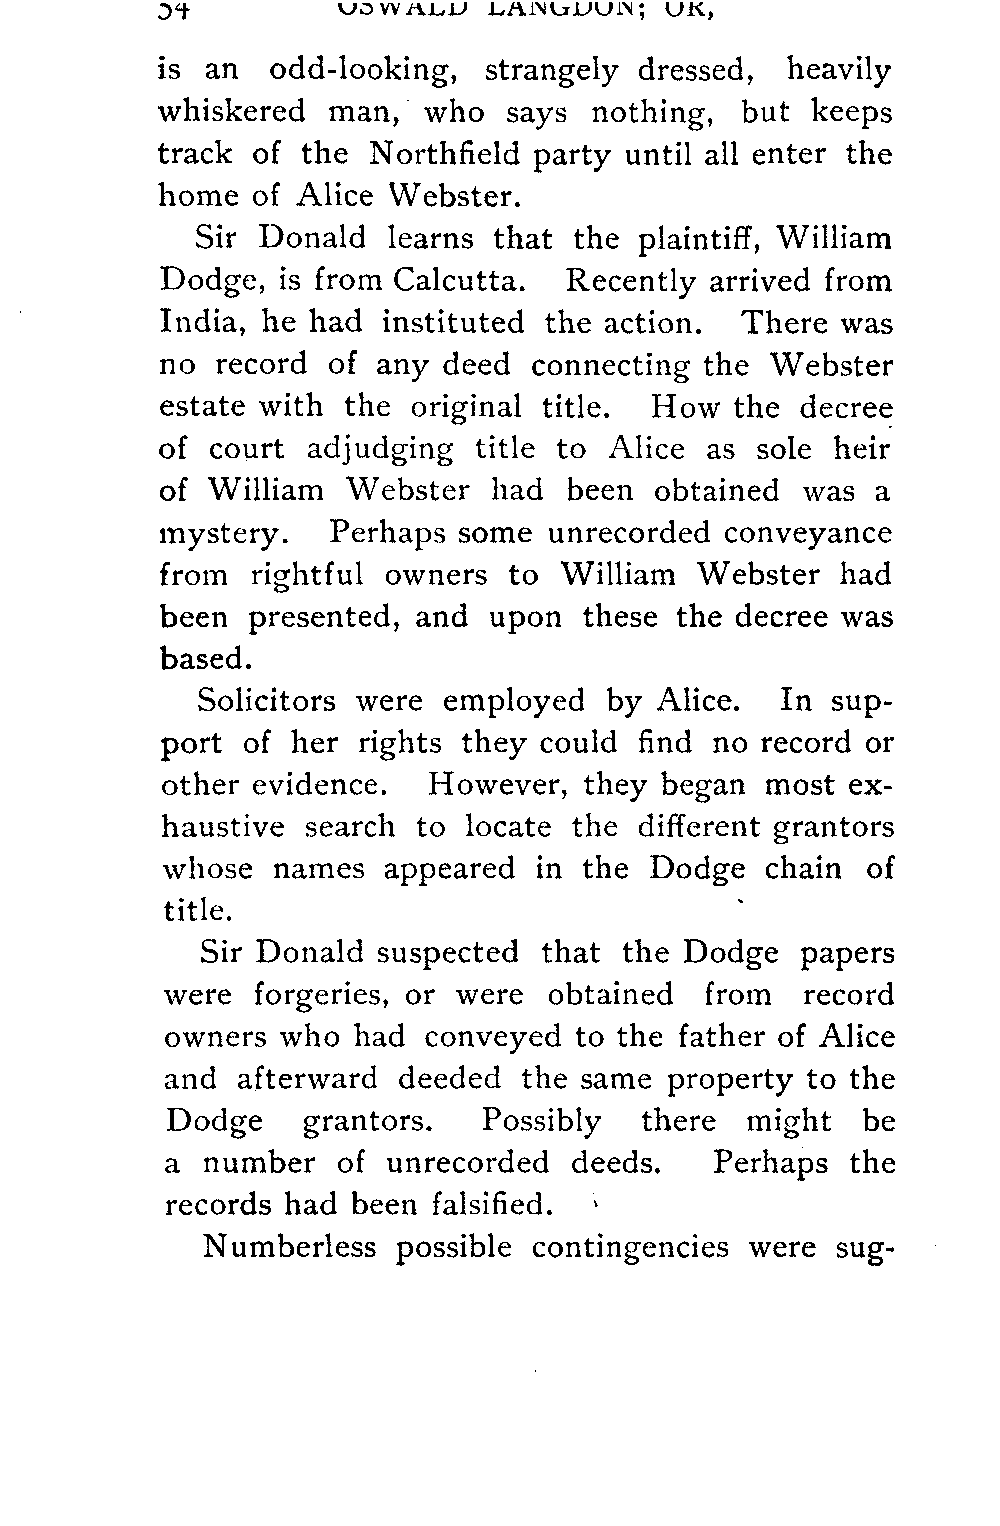 54 OSWALD LANGDON; OR,
is an odd-looking, strangely dressed, heavily
whiskered man, who says nothing, but keeps
track of the Northfield party until all enter the
home of Alice Webster.
Sir Donald learns that the plaintiff, William
Dodge, is from Calcutta. Recently arrived from
India, he had instituted the action. There was
no record of any deed connecting the Webster
estate with the original title. How the decree
of court adjudging title to Alice as sole heir
of William Webster had been obtained was a
mystery. Perhaps some unrecorded conveyance
from rightful owners to William Webster had
been presented, and upon these the decree was
based.
Solicitors were employed by Alice. In sup-
port of her rights they could find no record or
other evidence. However, they began most ex-
haustive search to locate the different grantors
whose names appeared in the Dodge chain of
title.
Sir Donald suspected that the Dodge papers
were forgeries, or were obtained from record
owners who had conveyed to the father of Alice
and afterward deeded the same property to the
Dodge grantors. Possibly there might be
a number of unrecorded deeds. Perhaps the
records had been falsified.
Numberless possible contingencies were sug-